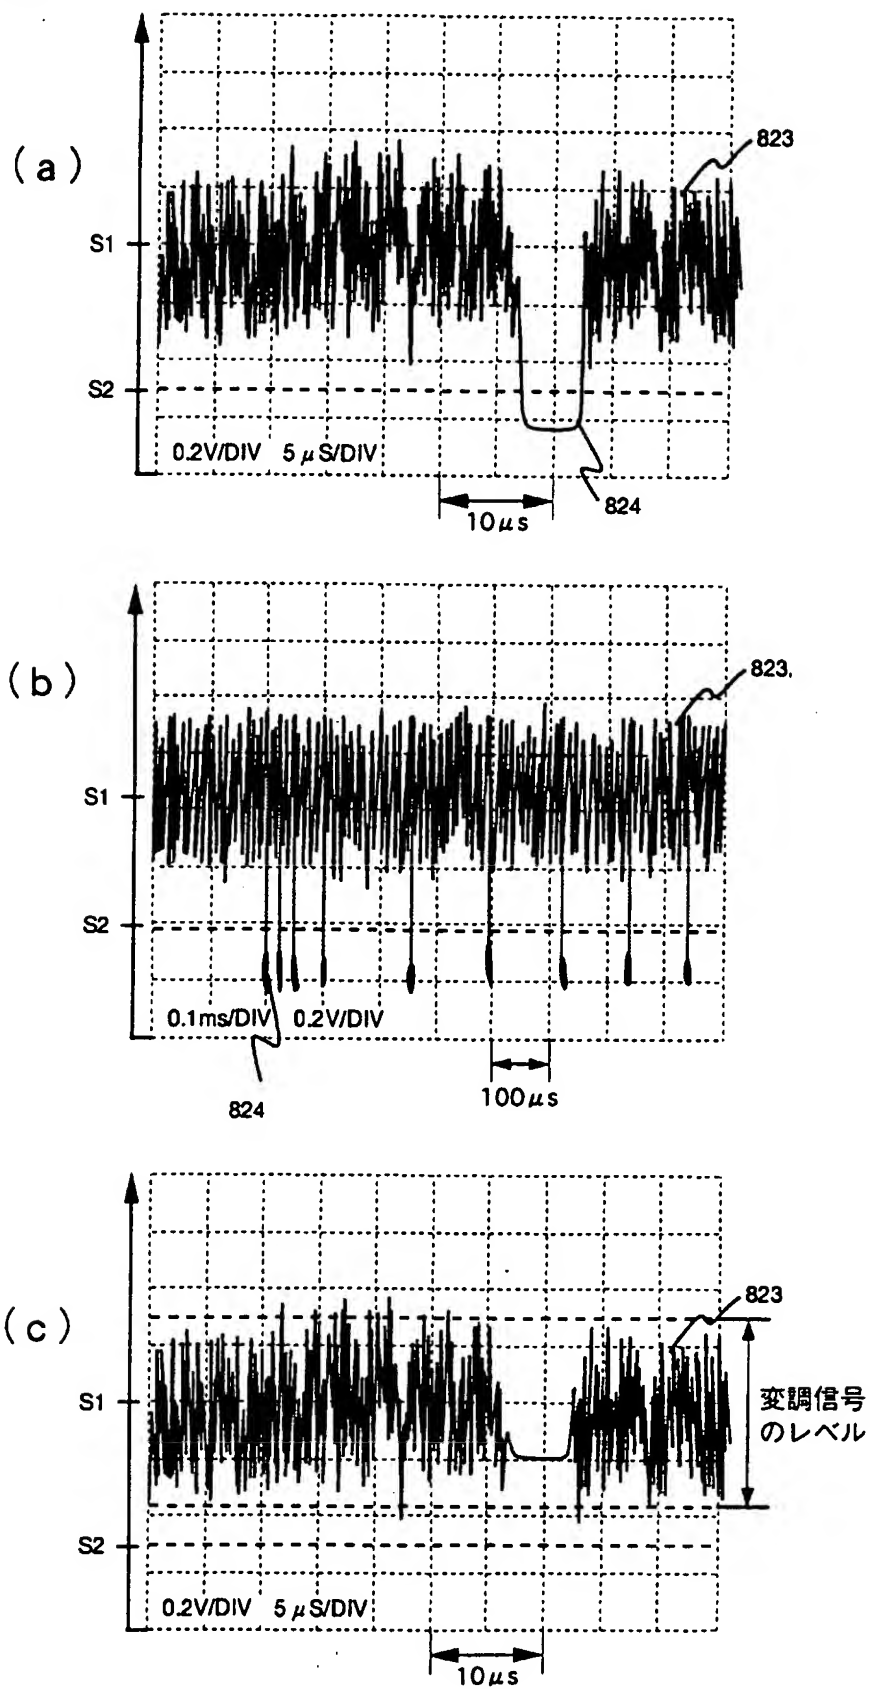 (a)
823
S1
S2
0.2V/DIV 5μS/DIV
824
10μs
(b)
823.
S1
S2
0.1ms/DIV 0.2V/DIV
824
100μs
(c)
823
S1
変調信号
のレベル
S2
0.2V/DIV 5μS/DIV
10μs